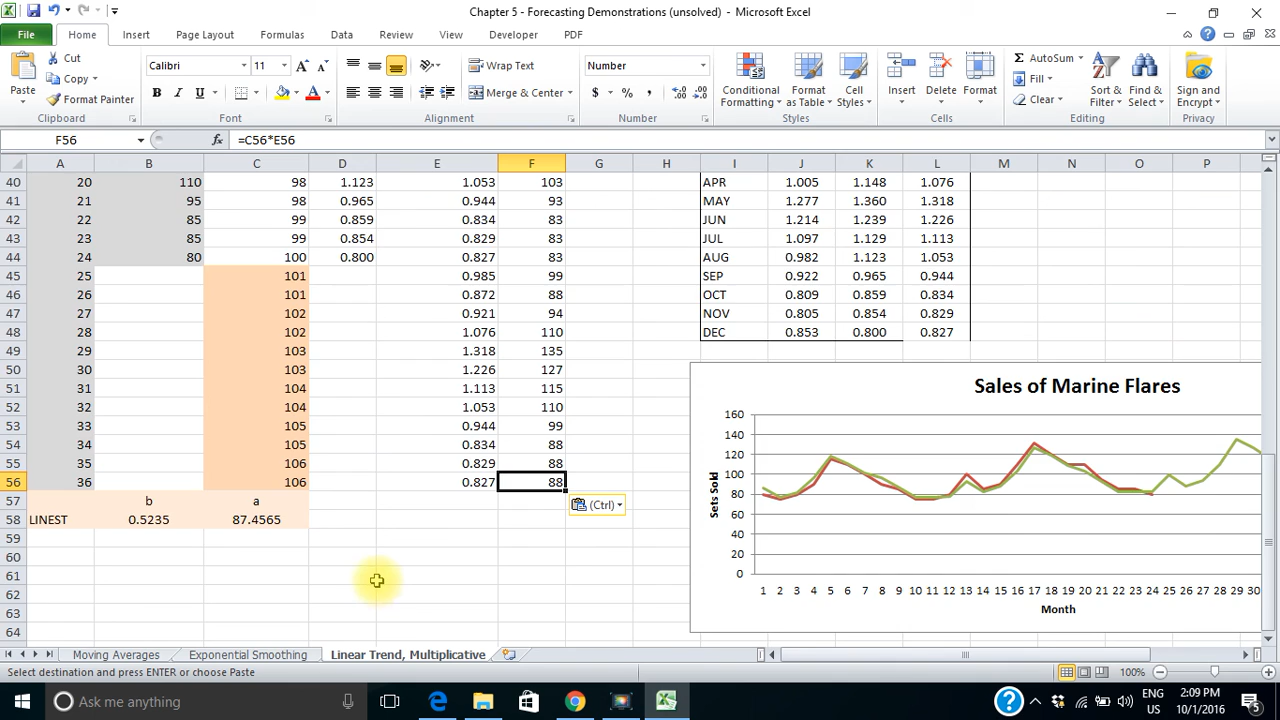 Chapter 5 - Forecasting Demonstrations (unsolved) - Microsoft Excel
File Home Insert Page Layout Formulas Data Review View Developer PDF
Paste
Cut
Copy
Format Painter
Clipboard
Calibri 11
B I U
Font
Wrap Text
Merge & Center
Alignment
Number
$ % ,
Number
Conditional Formatting
Format as Table
Cell Styles
Styles
Insert Delete Format
Cells
AutoSum
Fill
Clear
Sort & Filter
Find & Select
Editing
Sign and Encrypt
Privacy
F56 fx =C56*E56
A B C D E F G H I J K L M N O P
40 20 110 98 1.123 1.053 103 APR 1.005 1.148 1.076
41 21 95 98 0.965 0.944 93 MAY 1.277 1.360 1.318
42 22 85 99 0.859 0.834 83 JUN 1.214 1.239 1.226
43 23 85 99 0.854 0.829 83 JUL 1.097 1.129 1.113
44 24 80 100 0.800 0.827 83 AUG 0.982 1.123 1.053
45 25 101 0.985 99 SEP 0.922 0.965 0.944
46 26 101 0.872 88 OCT 0.809 0.859 0.834
47 27 102 0.921 94 NOV 0.805 0.854 0.829
48 28 102 1.076 110 DEC 0.853 0.800 0.827
49 29 103 1.318 135
50 30 103 1.226 127
51 31 104 1.113 115
52 32 104 1.053 110
53 33 105 0.944 99
54 34 105 0.834 88
55 35 106 0.829 88
56 36 106 0.827 88
57 b a
58 LINEST 0.5235 87.4565
59
60
61
62
63
64
(Ctrl)
Sales of Marine Flares
160
140
120
100
80
60
40
20
0
Sets Sold
1 2 3 4 5 6 7 8 9 10 11 12 13 14 15 16 17 18 19 20 21 22 23 24 25 26 27 28 29 30
Month
Moving Averages Exponential Smoothing Linear Trend, Multiplicative
Select destination and press ENTER or choose Paste 100%
Ask me anything
ENG
US
2:09 PM
10/1/2016
5